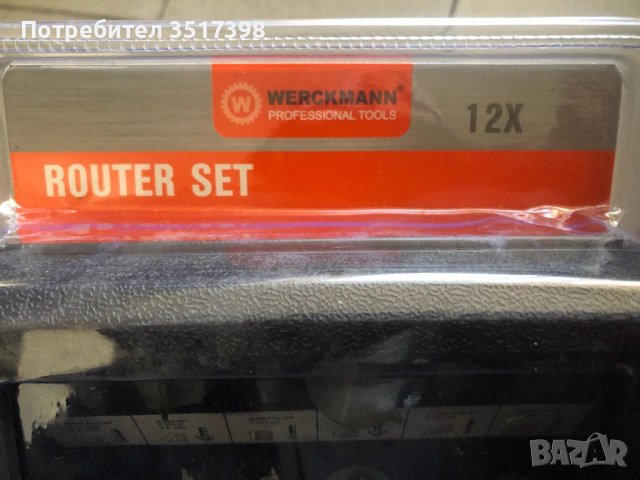 Потребител 3517398
WERCKMANN®
PROFESSIONAL TOOLS
12X
ROUTER SET
BAZAR